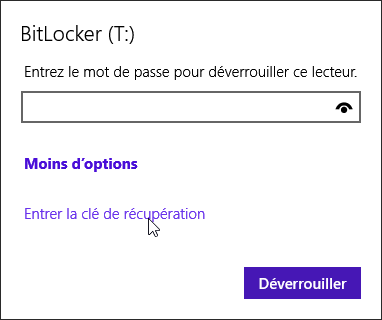 BitLocker (T:)
Entrez le mot de passe pour déverrouiller ce lecteur.
Moins d'options
Entrer la clé de récupération
Déverrouiller